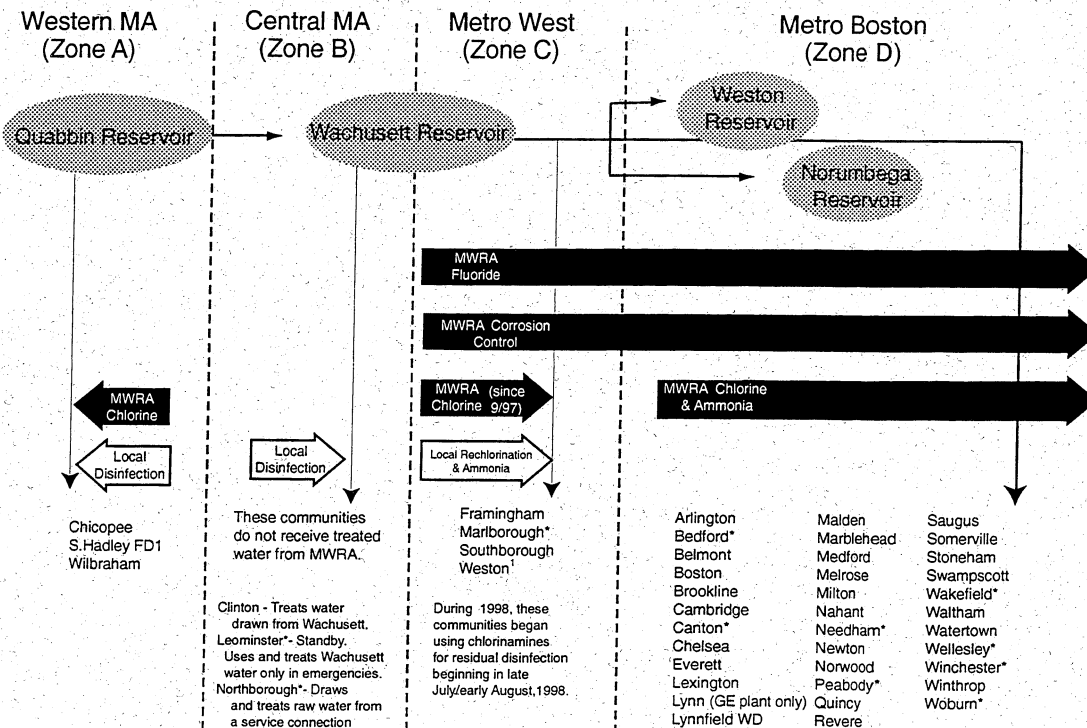 Western MA
(Zone A)
Central MA
(Zone B)
Metro West
(Zone C)
Metro Boston
(Zone D)
Quabbin Reservoir
Wachusett Reservoir
Weston
Reservoir
Norumbega
Reservoir
MWRA
Fluoride
MWRA Corrosion
Control
MWRA
Chlorine
MWRA (since
Chlorine 9/97)
MWRA Chlorine
& Ammonia
Local
Disinfection
Local
Disinfection
Local Rechlorination
& Ammonia
Chicopee
S.Hadley FD1
Wilbraham
These communities
do not receive treated
water from MWRA.
Clinton - Treats water
drawn from Wachusett.
Leominster*- Standby.
Uses and treats Wachusett
water only in emergencies.
Northborough*- Draws
and treats raw water from
a service connection
Framingham
Marlborough*
Southborough
Weston¹
During 1998, these
communities began
using chlorinamines
for residual disinfection
beginning in late
July/early August,1998.
Arlington
Bedford*
Belmont
Boston
Brookline
Cambridge
Canton*
Chelsea
Everett
Lexington
Lynn (GE plant only)
Lynnfield WD
Malden
Marblehead
Medford
Melrose
Milton
Nahant
Needham*
Newton
Norwood
Peabody*
Quincy
Revere
Saugus
Somerville
Stoneham
Swampscott
Wakefield*
Waltham
Watertown
Wellesley*
Winchester*
Winthrop
Woburn*